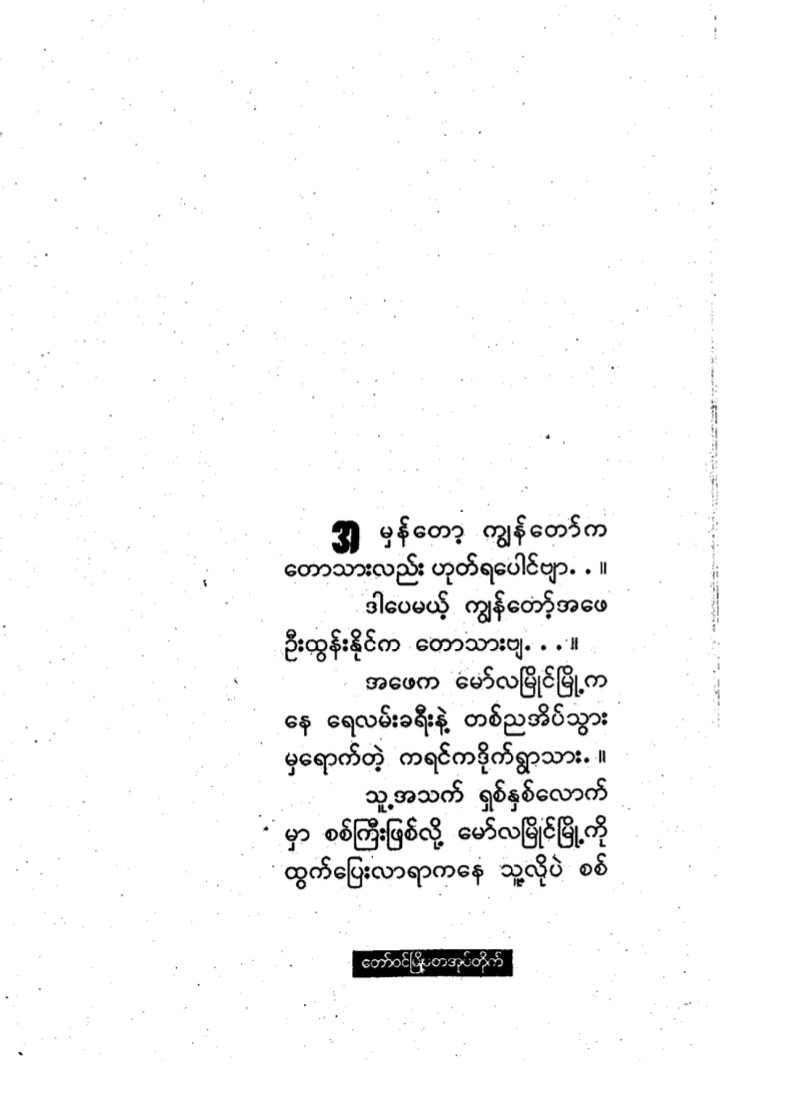 အမှန်တော့ ကျွန်တော်က
တောသားလည်း ဟုတ်ရပေါင်ဗျာ. . ။
ဒါပေမယ့် ကျွန်တော့်အဖေ
ဦးထွန်းနိုင်က တောသားဗျ. . . ။
အဖေက မော်လမြိုင်မြို့က
နေ ရေလမ်းခရီးနဲ့ တစ်ညအိပ်သွား
မှရောက်တဲ့ ကရင်ကဒိုက်ရွာသား. ။
သူ့အသက် ရှစ်နှစ်လောက်
မှာ စစ်ကြီးဖြစ်လို့ မော်လမြိုင်မြို့ကို
ထွက်ပြေးလာရာကနေ သူ့လိုပဲ စစ်
တော်ဝင်မြို့မတအုပ်တိုက်